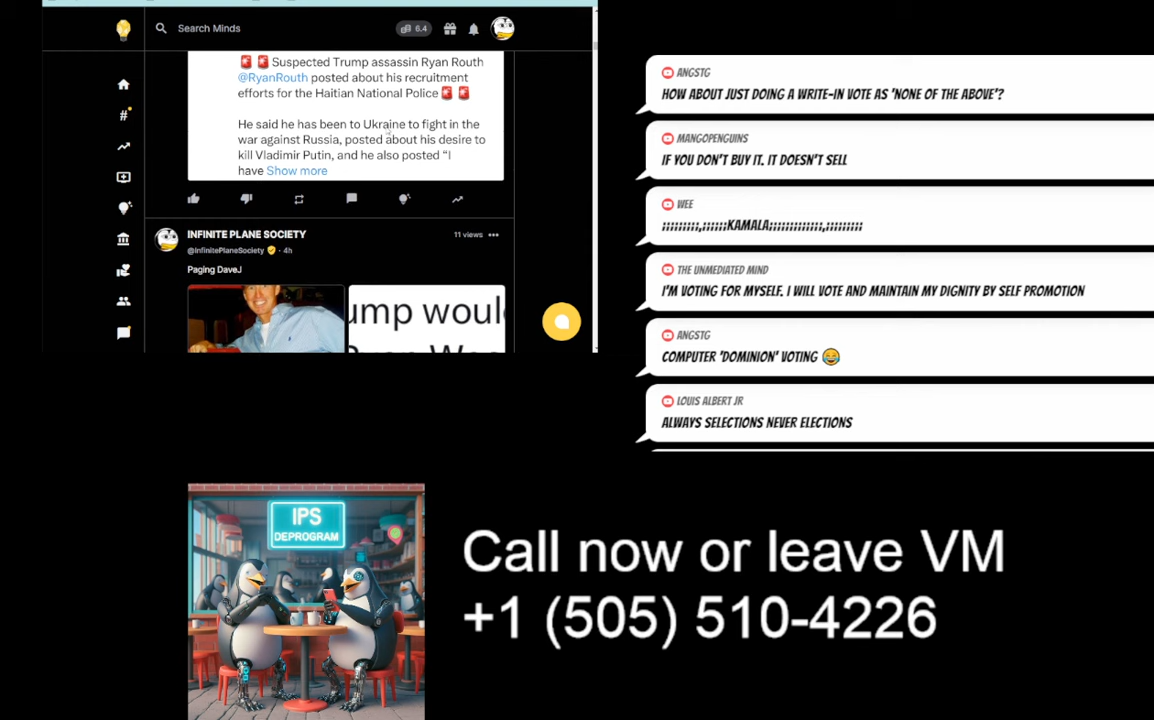 Search Minds
6.4
🚨 🚨 Suspected Trump assassin Ryan Routh
@RyanRouth posted about his recruitment
efforts for the Haitian National Police 🚨 🚨
He said he has been to Ukraine to fight in the
war against Russia, posted about his desire to
kill Vladimir Putin, and he also posted “I
have Show more
INFINITE PLANE SOCIETY
11 views
@InfinitePlaneSociety · 4h
Paging DaveJ
ump woul
ANGSTG
HOW ABOUT JUST DOING A WRITE-IN VOTE AS 'NONE OF THE ABOVE'?
MANGOPENGUINS
IF YOU DON'T BUY IT. IT DOESN'T SELL
WEE
;;;;;;;;;,;;;;;;KAMALA;;;;;;;;;;;;;,;;;;;;;;;
THE UNMEDIATED MIND
I'M VOTING FOR MYSELF. I WILL VOTE AND MAINTAIN MY DIGNITY BY SELF PROMOTION
ANGSTG
COMPUTER 'DOMINION' VOTING 😂
LOUIS ALBERT JR
ALWAYS SELECTIONS NEVER ELECTIONS
IPS
DEPROGRAM
Call now or leave VM
+1 (505) 510-4226